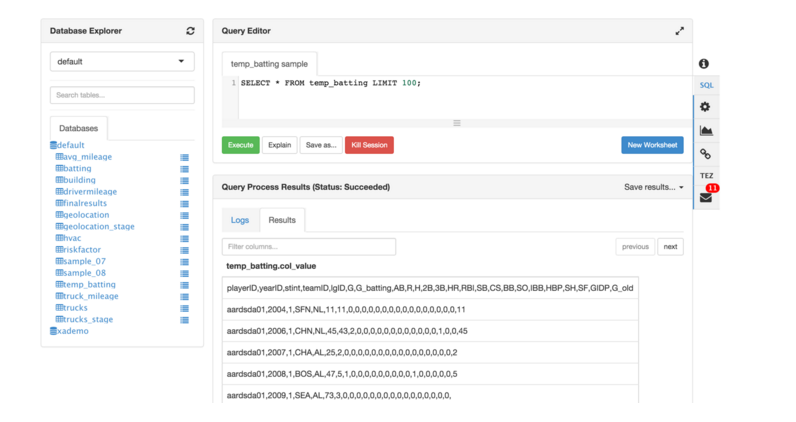 Database Explorer
default
Search tables...
Databases
default
avg_mileage
batting
building
drivermileage
finalresults
geolocation
geolocation_stage
hvac
riskfactor
sample_07
sample_08
temp_batting
truck_mileage
trucks
trucks_stage
xademo
Query Editor
temp_batting sample
1 SELECT * FROM temp_batting LIMIT 100;
Execute Explain Save as... Kill Session New Worksheet
Query Process Results (Status: Succeeded) Save results...
Logs Results
Filter columns... previous next
temp_batting.col_value
playerID,yearID,stint,teamID,lgID,G,G_batting,AB,R,H,2B,3B,HR,RBI,SB,CS,BB,SO,IBB,HBP,SH,SF,GIDP,G_old
aardsda01,2004,1,SFN,NL,11,11,0,0,0,0,0,0,0,0,0,0,0,0,0,0,0,0,11
aardsda01,2006,1,CHN,NL,45,43,2,0,0,0,0,0,0,0,0,0,0,0,0,1,0,0,45
aardsda01,2007,1,CHA,AL,25,2,0,0,0,0,0,0,0,0,0,0,0,0,0,0,0,0,2
aardsda01,2008,1,BOS,AL,47,5,1,0,0,0,0,0,0,0,0,0,1,0,0,0,0,0,5
aardsda01,2009,1,SEA,AL,73,3,0,0,0,0,0,0,0,0,0,0,0,0,0,0,0,0,
SQL
TEZ
11